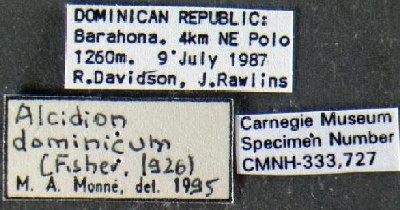 DOMINICAN REPUBLIC:
Barahona. 4km NE Polo
1260m. 9 July 1987
R.Davidson, J.Rawlins
Alcidion
dominicum
(Fisher, 1926)
M. A. Monné, det. 1995
Carnegie Museum
Specimen Number
CMNH-333,727